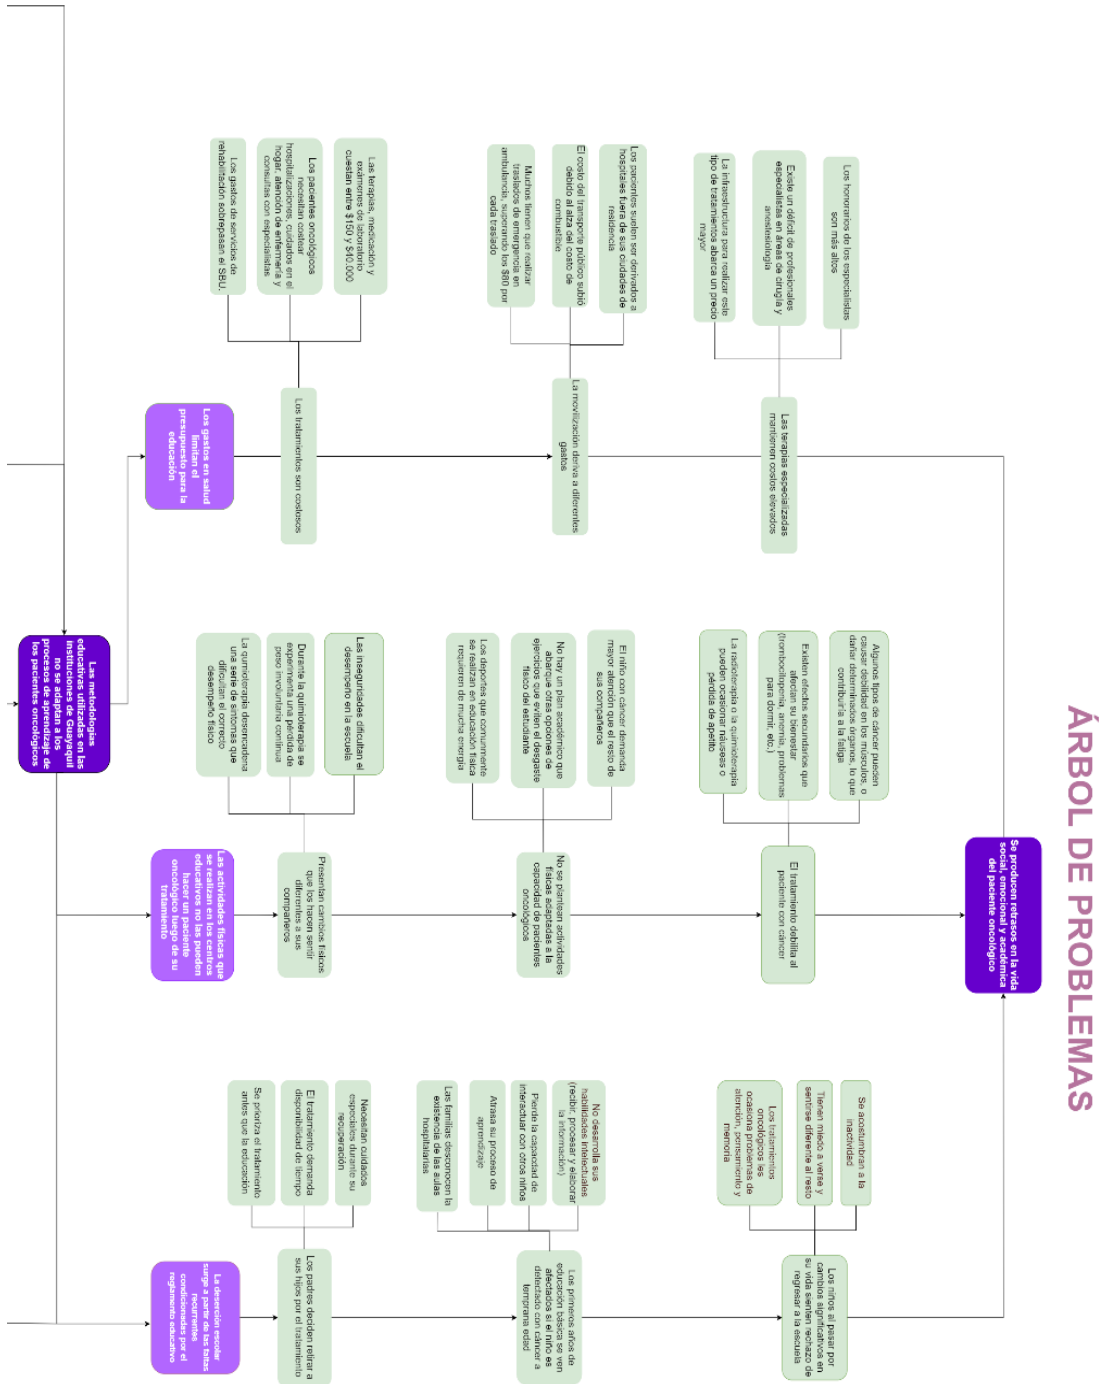 ÁRBOL DE PROBLEMAS
Se producen retrasos en la vida
social, emocional y académica
del paciente oncológico
Los honorarios de los especialistas
son más altos
Existe un déficit de profesionales
especialistas en áreas de cirugía y
anestesiología
La infraestructura para realizar este
tipo de tratamientos abarca un precio
mayor
Las terapias especializadas
mantienen costos elevados
Algunos tipos de cáncer pueden
causar debilidad en los músculos, o
dañar determinados órganos, lo que
contribuiría a la fatiga
Existen efectos secundarios que
afectan su bienestar
(trombocitopenia, anemia, problemas
para dormir, etc.)
La radioterapia o la quimioterapia
pueden ocasionar náuseas o
pérdida de apetito
El tratamiento debilita al
paciente con cáncer
Se acostumbran a la
inactividad
Tienen miedo a verse y
sentirse diferente al resto
Los tratamientos
oncológicos les
ocasiona problemas de
atención, pensamiento y
memoria
Los niños al pasar por
cambios significativos en
su vida sienten rechazo de
regresar a la escuela
Los pacientes suelen ser derivados a
hospitales fuera de sus ciudades de
residencia
El costo del transporte público subió
debido al alza del costo de
combustible
Muchos tienen que realizar
traslados de emergencia en
ambulancia, superando los $80 por
cada traslado
La movilización deriva a diferentes
gastos
El niño con cáncer demanda
mayor atención que el resto de
sus compañeros
No hay un plan académico que
abarque otras opciones de
ejercicios que eviten el desgaste
físico del estudiante
Los deportes que comunmente
se realizan en educación física
requieren de mucha energía
No se plantean actividades
físicas adaptadas a la
capacidad de pacientes
oncológicos
No desarrolla sus
habilidades intelectuales
(recibir, procesar y elaborar
la información)
Pierde la capacidad de
interactuar con otros niños
Atrasa su proceso de
aprendizaje
Las familias desconocen la
existencia de las aulas
hospitalarias
Los primeros años de
educación básica se ven
afectados si el niño es
detectado con cáncer a
temprana edad
Las terapias, medicación y
exámenes de laboratorio
cuestan entre $150 y $40.000
Los pacientes oncológicos
necesitan costear
hospitalizaciones, cuidados en el
hogar, atención de enfermería y
consultas con especialistas
Los gastos de servicios de
rehabilitación sobrepasan el SBU.
Los tratamientos son costosos
Las inseguridades dificultan el
desempeño en la escuela
Durante la quimioterapia se
experimenta una pérdida de
peso involuntaria continua
La qumioterapia desencadena
una serie de síntomas que
dificultan el correcto
desempeño físico
Presentan cambios físicos
que los hacen sentir
diferentes a sus
compañeros
Necesitan cuidados
especiales durante su
recuperación
El tratamiento demanda
disponibilidad de tiempo
Se prioriza el tratamiento
antes que la educación
Los padres deciden retirar a
sus hijos por el tratamiento
Los gastos en salud
limitan el
presupuesto para la
educación
Las actividades físicas que
se realizan en los centros
educativos no las pueden
hacer un paciente
oncológico luego de su
tratamiento
La deserción escolar
surge a partir de las faltas
recurrentes
condicionadas por el
reglamento educativo
Las metodologías
educativas utilizadas en las
instituciones de Guayaquil
no se adaptan a los
procesos de aprendizaje de
los pacientes oncológicos